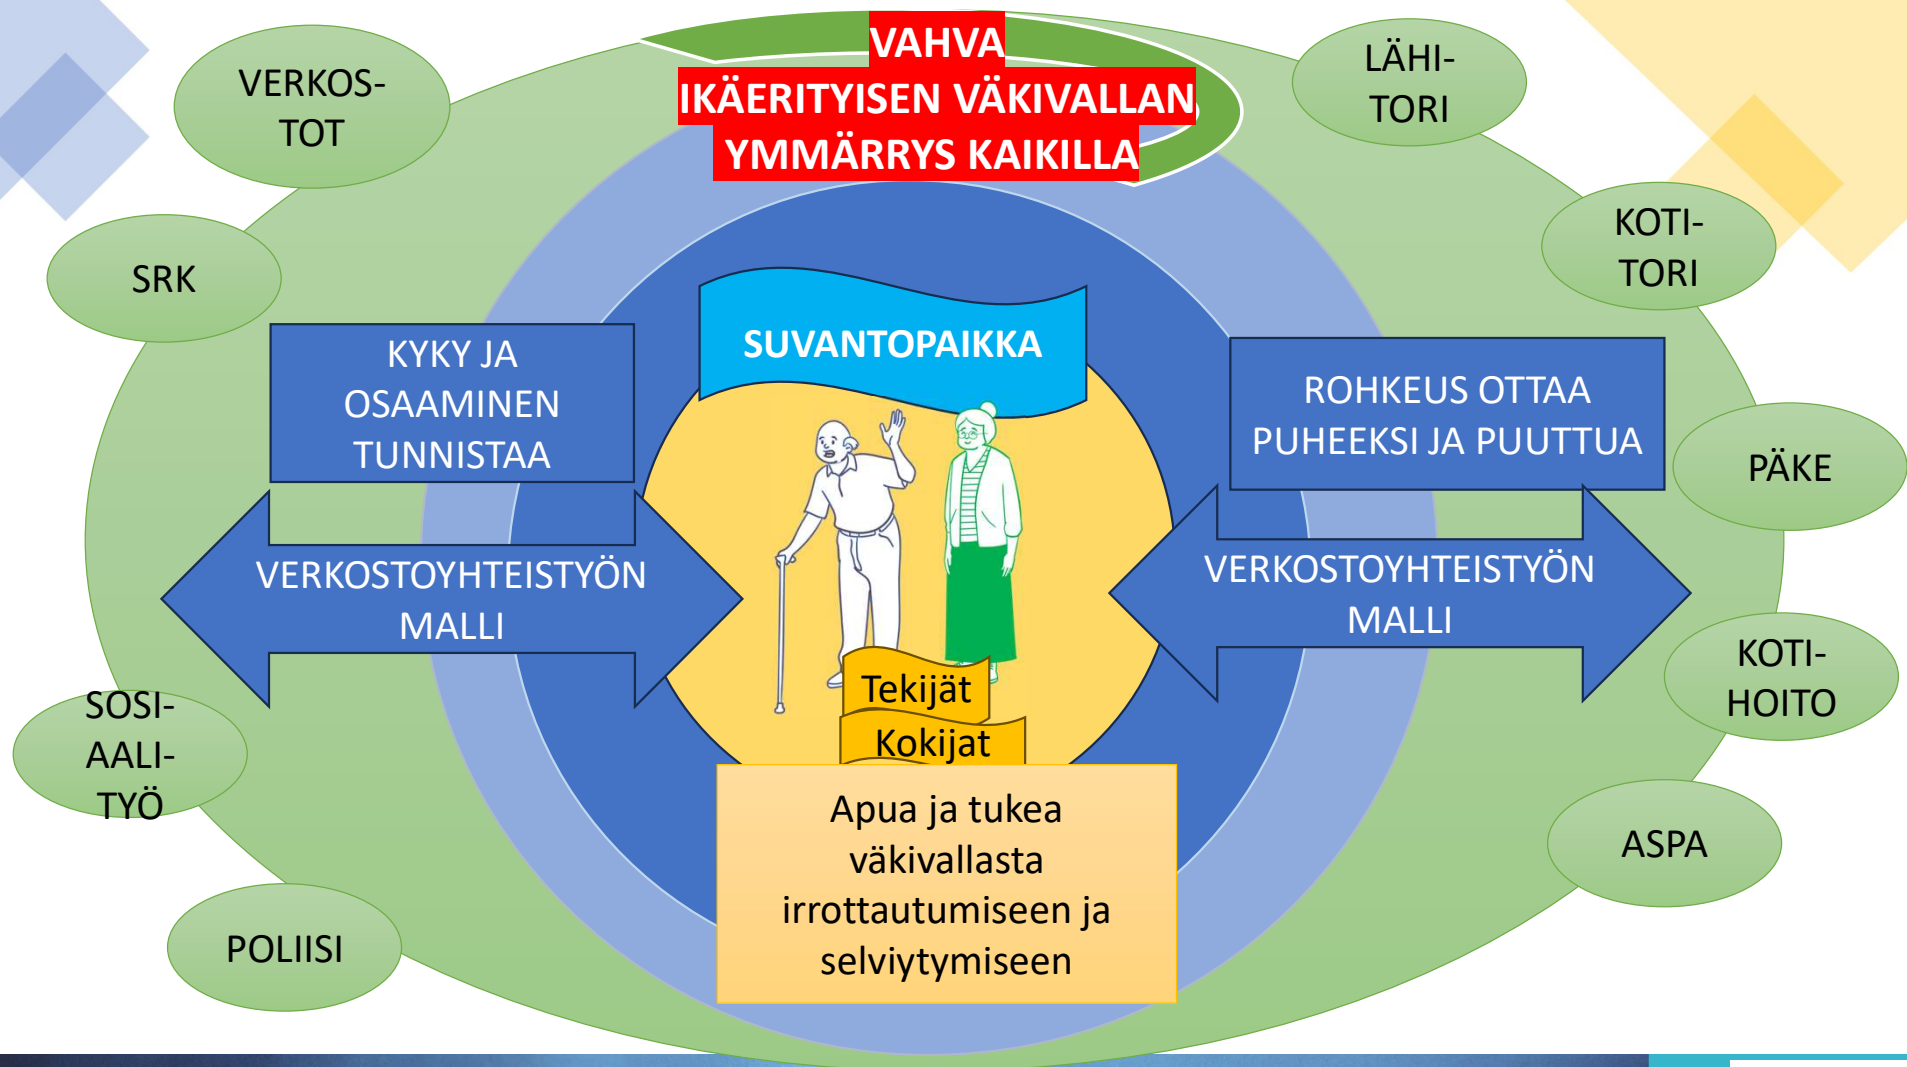 VAHVA
IKÄERITYISEN VÄKIVALLAN
YMMÄRRYS KAIKILLA
VERKOS-
TOT
LÄHI-
TORI
SRK
KOTI-
TORI
KYKY JA
OSAAMINEN
TUNNISTAA
SUVANTOPAIKKA
ROHKEUS OTTAA
PUHEEKSI JA PUUTTUA
PÄKE
VERKOSTOYHTEISTYÖN
MALLI
VERKOSTOYHTEISTYÖN
MALLI
SOSI-
AALI-
TYÖ
Tekijät
Kokijat
KOTI-
HOITO
Apua ja tukea
väkivallasta
irrottautumiseen ja
selviytymiseen
ASPA
POLIISI